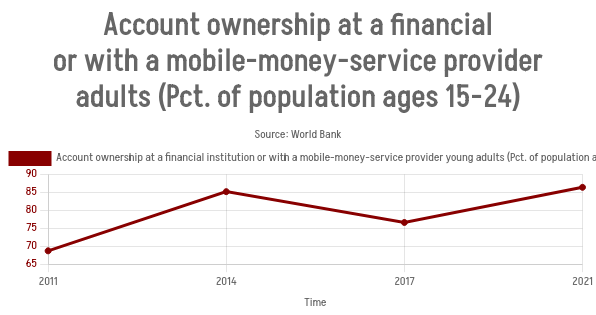 Account ownership at a financial
or with a mobile-money-service provider
adults (Pct. of population ages 15-24)
Source: World Bank
Account ownership at a financial institution or with a mobile-money-service provider young adults (Pct. of population a
90
85
80
75
70
65
2011 2014 2017 2021
Time